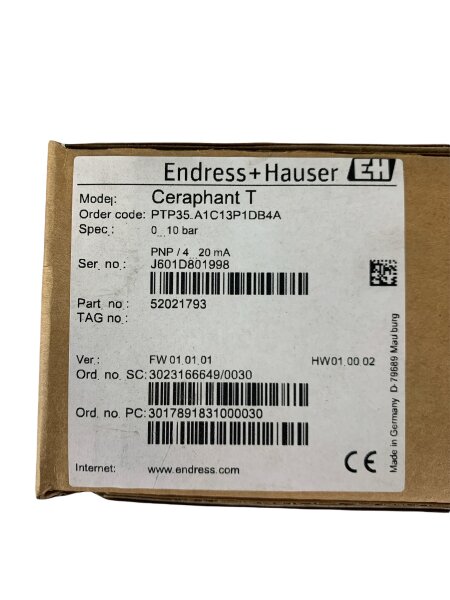 Endress+Hauser EH
Model: Ceraphant T
Order code: PTP35.A1C13P1DB4A
Spec.: 0...10 bar
PNP / 4...20 mA
Ser. no.: J601D801998
Part. no.: 52021793
TAG no.:
Ver.: FW 01.01.01 HW01.00.02
Ord. no. SC: 3023166649/0030
Ord. no. PC: 3017891831000030
Internet: www.endress.com
CE
Made in Germany D-79689 Maulburg